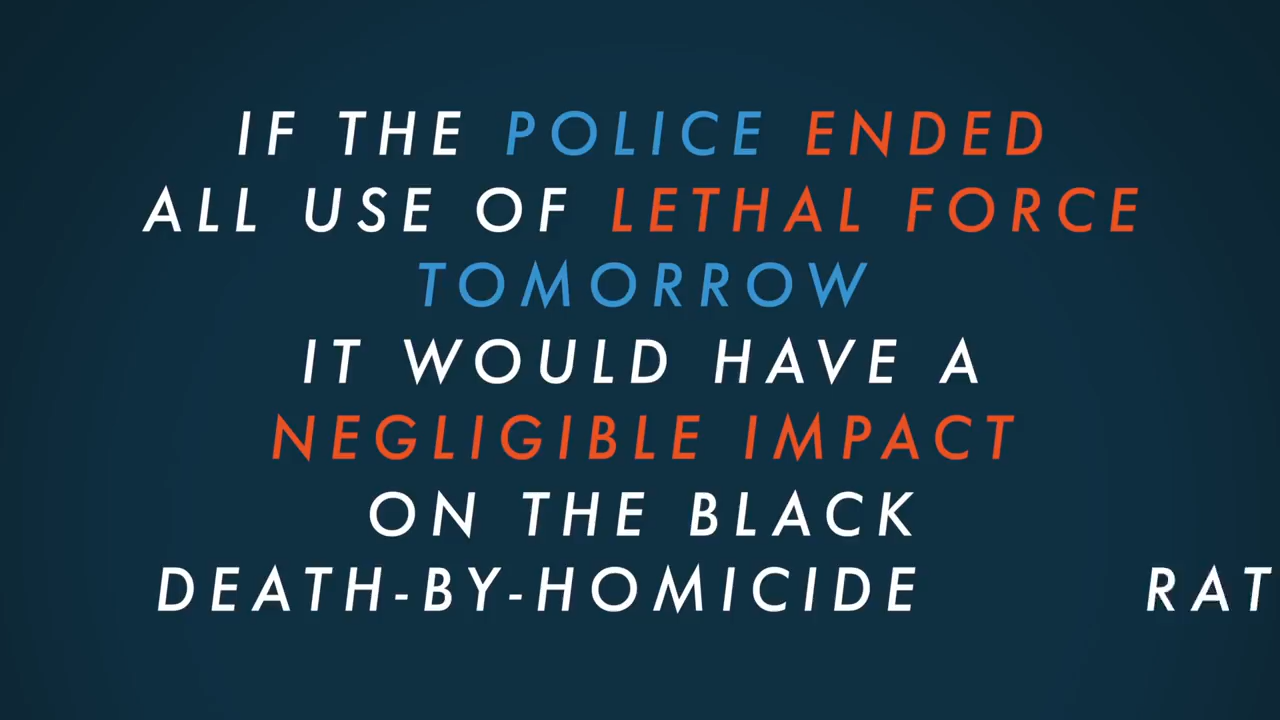 IF THE POLICE ENDED
ALL USE OF LETHAL FORCE
TOMORROW
IT WOULD HAVE A
NEGLIGIBLE IMPACT
ON THE BLACK
DEATH-BY-HOMICIDE RAT